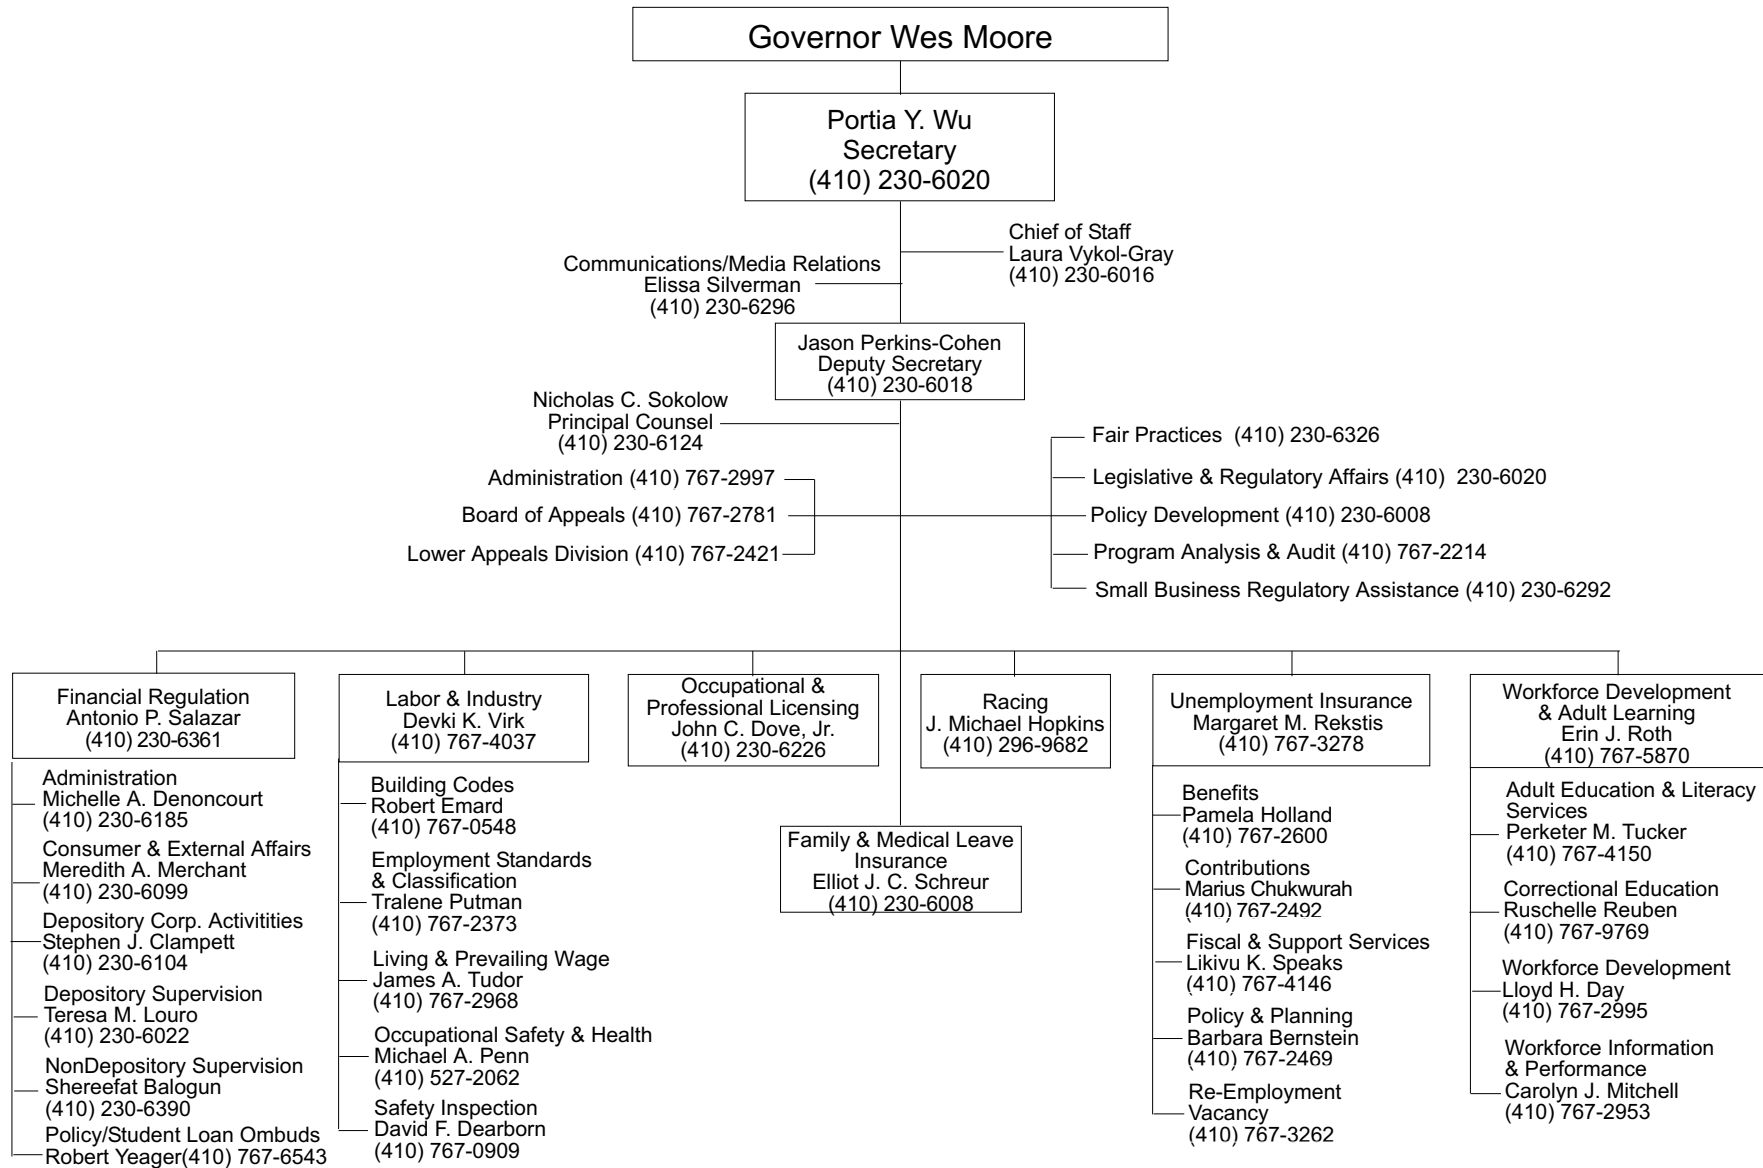 Governor Wes Moore
Portia Y. Wu
Secretary
(410) 230-6020
Chief of Staff
Laura Vykol-Gray
(410) 230-6016
Communications/Media Relations
Elissa Silverman
(410) 230-6296
Jason Perkins-Cohen
Deputy Secretary
(410) 230-6018
Nicholas C. Sokolow
Principal Counsel
(410) 230-6124
Administration (410) 767-2997
Board of Appeals (410) 767-2781
Lower Appeals Division (410) 767-2421
Fair Practices (410) 230-6326
Legislative & Regulatory Affairs (410) 230-6020
Policy Development (410) 230-6008
Program Analysis & Audit (410) 767-2214
Small Business Regulatory Assistance (410) 230-6292
Financial Regulation
Antonio P. Salazar
(410) 230-6361
Administration
Michelle A. Denoncourt
(410) 230-6185
Consumer & External Affairs
Meredith A. Merchant
(410) 230-6099
Depository Corp. Activitities
Stephen J. Clampett
(410) 230-6104
Depository Supervision
Teresa M. Louro
(410) 230-6022
NonDepository Supervision
Shereefat Balogun
(410) 230-6390
Policy/Student Loan Ombuds
Robert Yeager(410) 767-6543
Labor & Industry
Devki K. Virk
(410) 767-4037
Building Codes
Robert Emard
(410) 767-0548
Employment Standards
& Classification
Tralene Putman
(410) 767-2373
Living & Prevailing Wage
James A. Tudor
(410) 767-2968
Occupational Safety & Health
Michael A. Penn
(410) 527-2062
Safety Inspection
David F. Dearborn
(410) 767-0909
Occupational &
Professional Licensing
John C. Dove, Jr.
(410) 230-6226
Family & Medical Leave
Insurance
Elliot J. C. Schreur
(410) 230-6008
Racing
J. Michael Hopkins
(410) 296-9682
Unemployment Insurance
Margaret M. Rekstis
(410) 767-3278
Benefits
Pamela Holland
(410) 767-2600
Contributions
Marius Chukwurah
(410) 767-2492
Fiscal & Support Services
Likivu K. Speaks
(410) 767-4146
Policy & Planning
Barbara Bernstein
(410) 767-2469
Re-Employment
Vacancy
(410) 767-3262
Workforce Development
& Adult Learning
Erin J. Roth
(410) 767-5870
Adult Education & Literacy
Services
Perketer M. Tucker
(410) 767-4150
Correctional Education
Ruschelle Reuben
(410) 767-9769
Workforce Development
Lloyd H. Day
(410) 767-2995
Workforce Information
& Performance
Carolyn J. Mitchell
(410) 767-2953